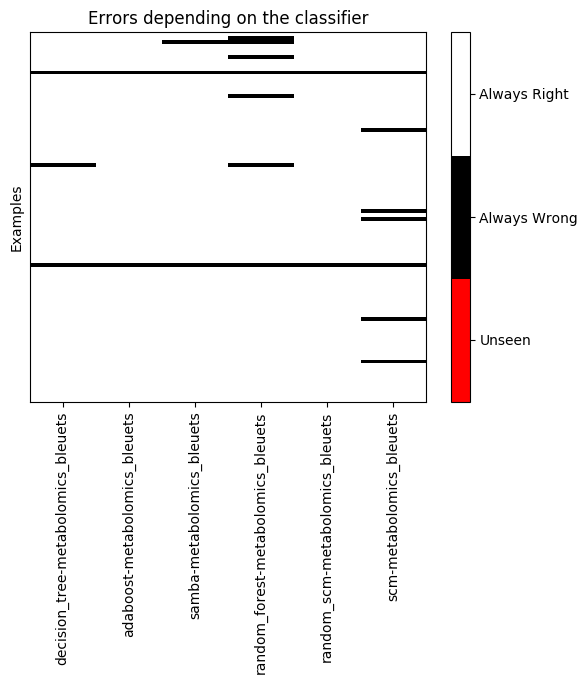 Errors depending on the classifier
Examples
Always Right
Always Wrong
Unseen
decision_tree-metabolomics_bleuets
adaboost-metabolomics_bleuets
samba-metabolomics_bleuets
random_forest-metabolomics_bleuets
random_scm-metabolomics_bleuets
scm-metabolomics_bleuets